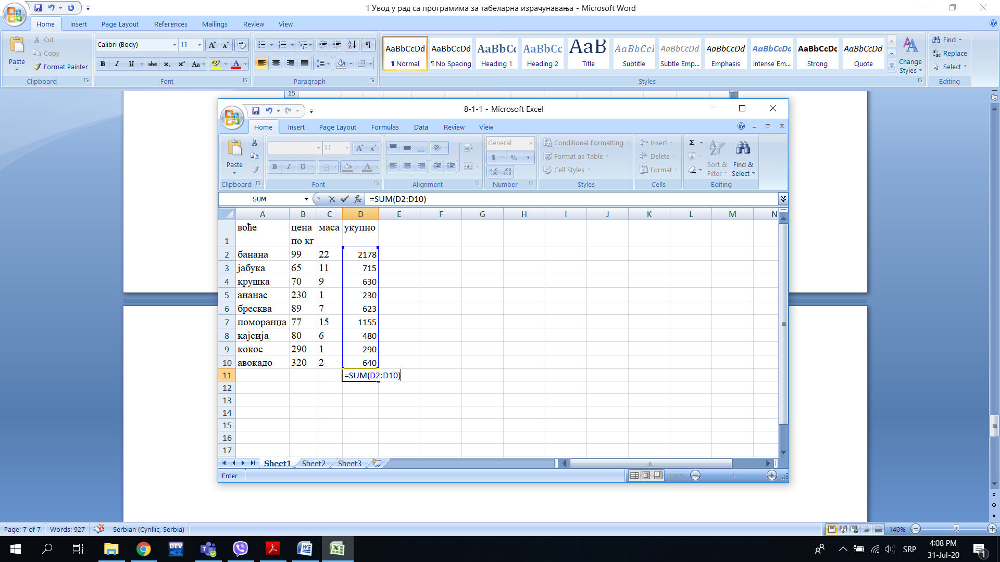 1 Увод у рад са програмима за табеларна израчунавања - Microsoft Word
Home Insert Page Layout References Mailings Review View
Paste Cut Copy Format Painter Clipboard
Calibri (Body) 11 Font
Paragraph
AaBbCcDd AaBbCcDd AaBbCc AaBbCc AaB AaBbCcI AaBbCcDd AaBbCcDd AaBbCcDd AaBbCcDc AaBbCcDd
¶ Normal ¶ No Spacing Heading 1 Heading 2 Title Subtitle Subtle Emp... Emphasis Intense Em... Strong Quote
Change Styles Styles
Find Replace Select Editing
15
8-1-1 - Microsoft Excel
Home Insert Page Layout Formulas Data Review View
Paste Clipboard
11 Font
Alignment
General Number
Conditional Formatting
Format as Table
Cell Styles
Styles
Insert
Delete
Format
Cells
Sort & Filter Find & Select Editing
SUM =SUM(D2:D10)
A B C D E F G H I J K L M N
1 воће цена по кг маса укупно
2 банана 99 22 2178
3 јабука 65 11 715
4 крушка 70 9 630
5 ананас 230 1 230
6 бресква 89 7 623
7 поморанџа 77 15 1155
8 кајсија 80 6 480
9 кокос 290 1 290
10 авокадо 320 2 640
11 =SUM(D2:D10)
12
13
14
15
16
17
Sheet1 Sheet2 Sheet3
Enter 100%
Page: 7 of 7 Words: 927 Serbian (Cyrillic, Serbia) 140%
DEV
SRP
4:08 PM
31-Jul-20
1